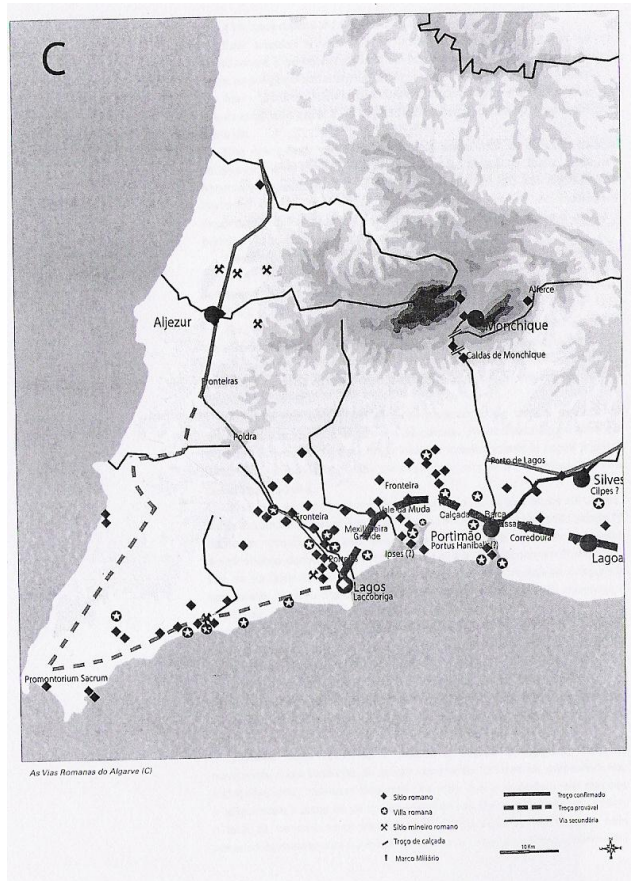 C
Alferce
Aljezur
Monchique
Caldas de Monchique
Fronteiras
Poldra
Porto de Lagos
Silves
Cilpes ?
Fronteira
Vale da Muda
Fronteira
Mexilhoeira
Grande
Calçada
Barca
Portimão
Portus Hanibalis(?)
Corredoura
Lagoa
Ipses (?)
Lagos
Laccobriga
Promontorium Sacrum
As Vias Romanas do Algarve (C)
Sítio romano
Villa romana
Sítio mineiro romano
Troço de calçada
Marco Miliário
Troço confirmado
Troço provável
Via secundária
10 Km